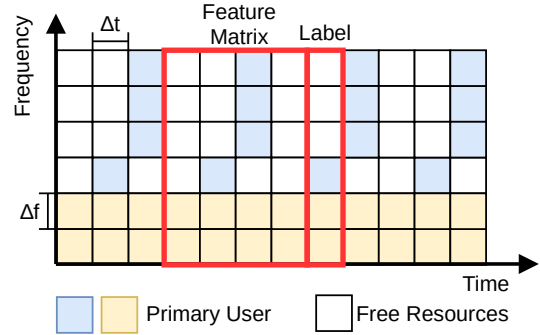 Δt
Feature
Matrix
Label
Frequency
Δf
Time
Primary User
Free Resources